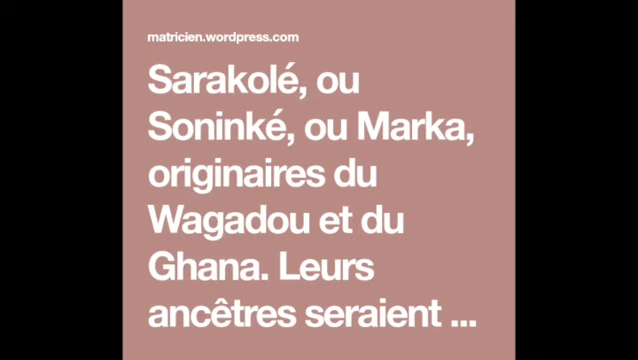 matricien.wordpress.com
Sarakolé, ou
Soninké, ou Marka,
originaires du
Wagadou et du
Ghana. Leurs
ancêtres seraient ...